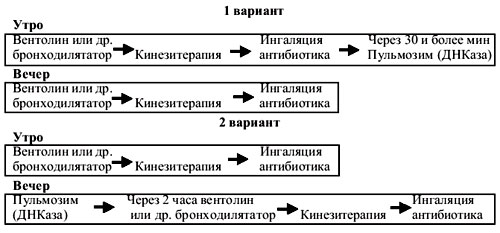 1 вариант
Утро
Вентолин или др. Ингаляция Через 30 и более мин
бронходилятатор Кинезитерапия антибиотика Пульмозим (ДНКаза)
Вечер
Вентолин или др. Ингаляция
бронходилятатор Кинезитерапия антибиотика
2 вариант
Утро
Вентолин или др. Ингаляция
бронходилятатор Кинезитерапия антибиотика
Вечер
Пульмозим Через 2 часа вентолин Ингаляция
(ДНКаза) или др. бронходилятатор Кинезитерапия антибиотика